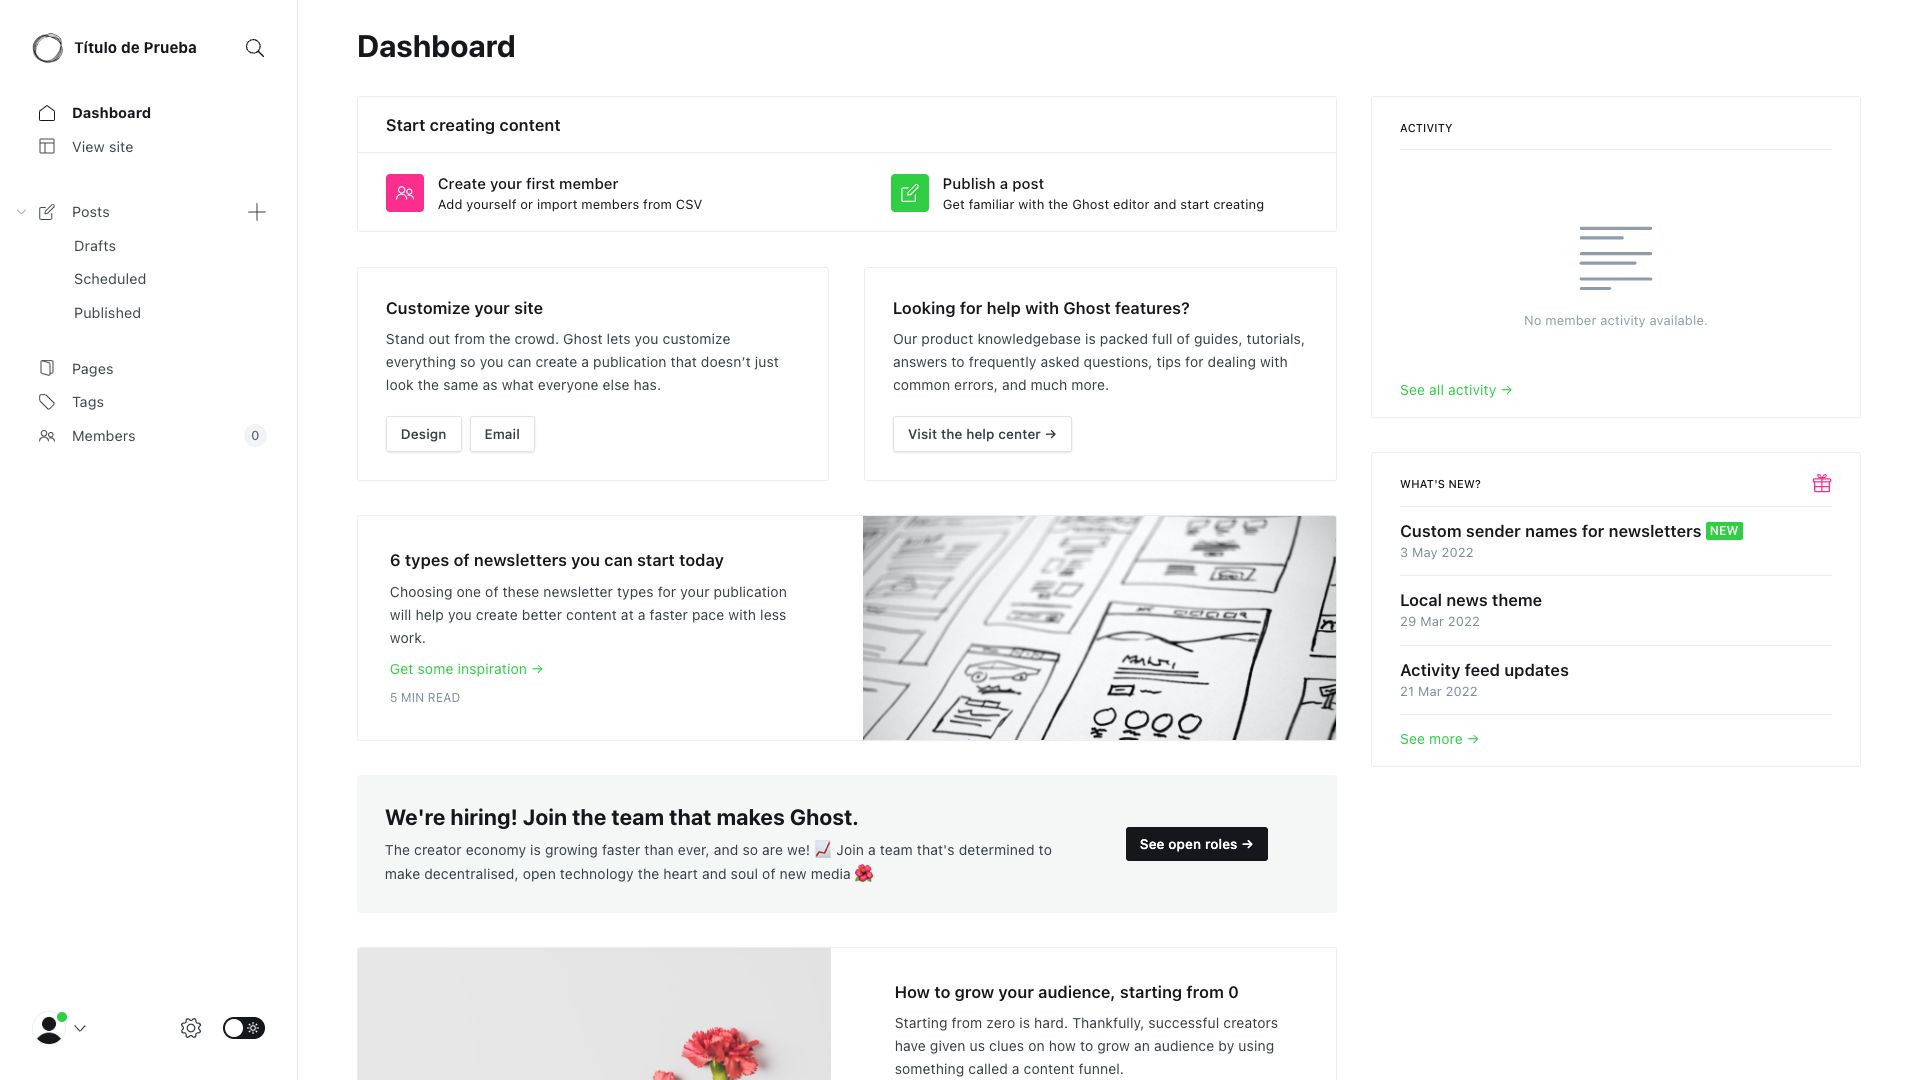 Título de Prueba
Dashboard
View site
Posts
Drafts
Scheduled
Published
Pages
Tags
Members
0
Dashboard
Start creating content
Create your first member
Add yourself or import members from CSV
Publish a post
Get familiar with the Ghost editor and start creating
Customize your site
Stand out from the crowd. Ghost lets you customize
everything so you can create a publication that doesn’t just
look the same as what everyone else has.
Design
Email
Looking for help with Ghost features?
Our product knowledgebase is packed full of guides, tutorials,
answers to frequently asked questions, tips for dealing with
common errors, and much more.
Visit the help center →
6 types of newsletters you can start today
Choosing one of these newsletter types for your publication
will help you create better content at a faster pace with less
work.
Get some inspiration →
5 MIN READ
We're hiring! Join the team that makes Ghost.
The creator economy is growing faster than ever, and so are we! 📈 Join a team that's determined to
make decentralised, open technology the heart and soul of new media 🌺
See open roles →
How to grow your audience, starting from 0
Starting from zero is hard. Thankfully, successful creators
have given us clues on how to grow an audience by using
something called a content funnel.
ACTIVITY
No member activity available.
See all activity →
WHAT'S NEW?
Custom sender names for newsletters NEW
3 May 2022
Local news theme
29 Mar 2022
Activity feed updates
21 Mar 2022
See more →